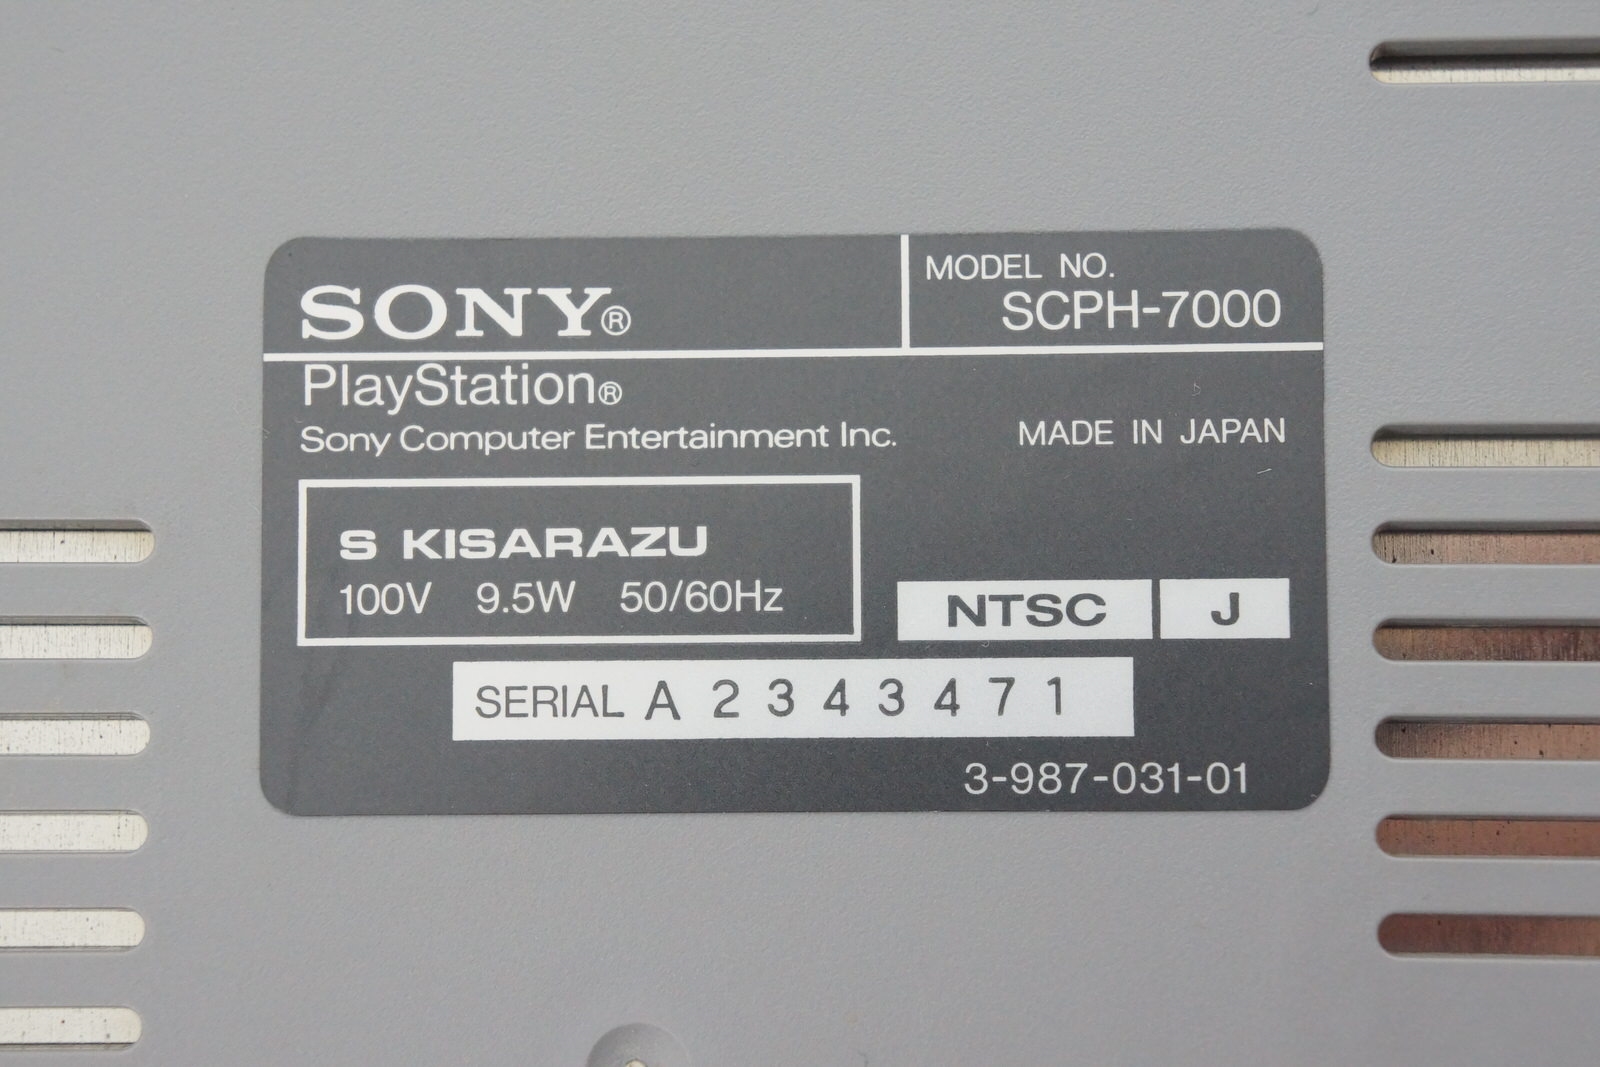 SONY®
MODEL NO.
SCPH-7000
PlayStation®
Sony Computer Entertainment Inc.
MADE IN JAPAN
S KISARAZU
100V 9.5W 50/60Hz
NTSC J
SERIAL A 2 3 4 3 4 7 1
3-987-031-01